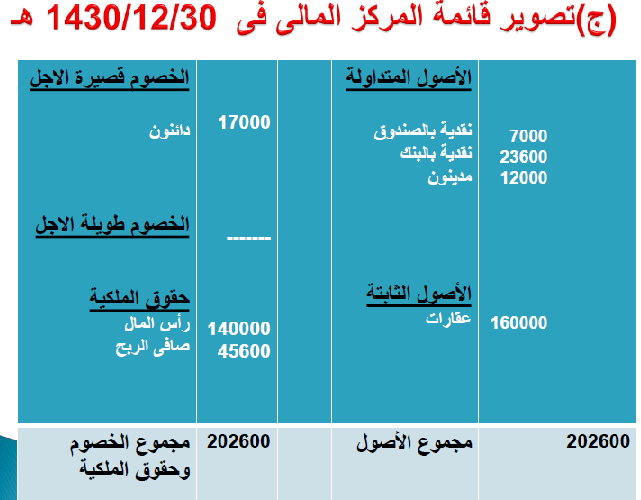 (ج)تصوير قائمة المركز المالى فى 1430/12/30 هـ
الأصول المتداولة
7000 نقدية بالصندوق
23600 نقدية بالبنك
12000 مدينون
الأصول الثابتة
160000 عقارات
202600 مجموع الأصول
الخصوم قصيرة الاجل
17000 دائنون
الخصوم طويلة الاجل
-------
حقوق الملكية
140000 رأس المال
45600 صافى الربح
202600 مجموع الخصوم
وحقوق الملكية